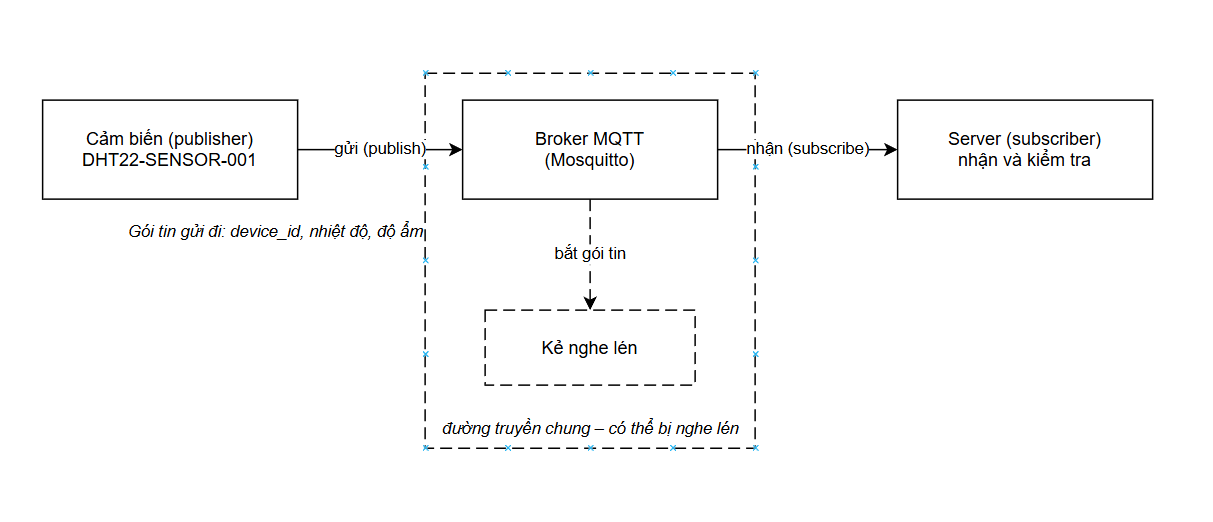 Cảm biến (publisher)
DHT22-SENSOR-001
gửi (publish)
Broker MQTT
(Mosquitto)
nhận (subscribe)
Server (subscriber)
nhận và kiểm tra
Gói tin gửi đi: device_id, nhiệt độ, độ ẩm
bắt gói tin
Kẻ nghe lén
đường truyền chung – có thể bị nghe lén